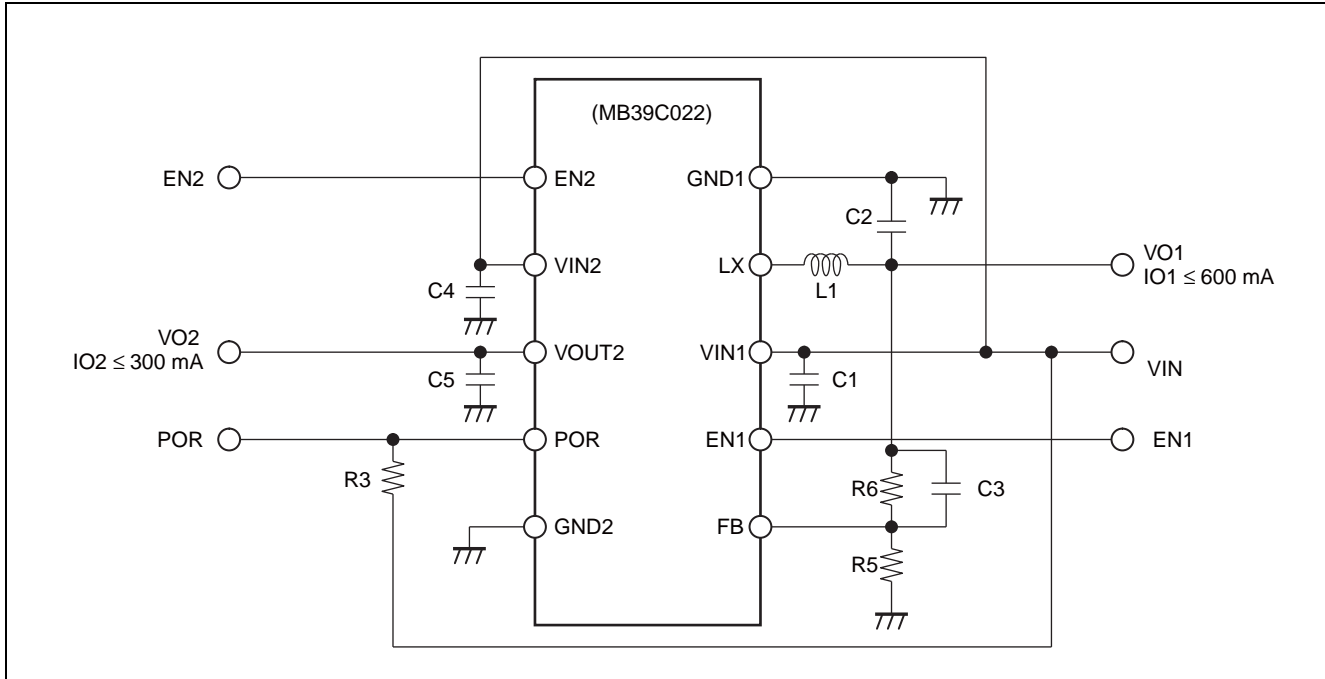 (MB39C022)
EN2
EN2
GND1
C2
VIN2
LX
L1
VO1
IO1 ≤ 600 mA
C4
VO2
IO2 ≤ 300 mA
VOUT2
VIN1
VIN
C5
C1
POR
POR
EN1
EN1
R3
R6
C3
GND2
FB
R5